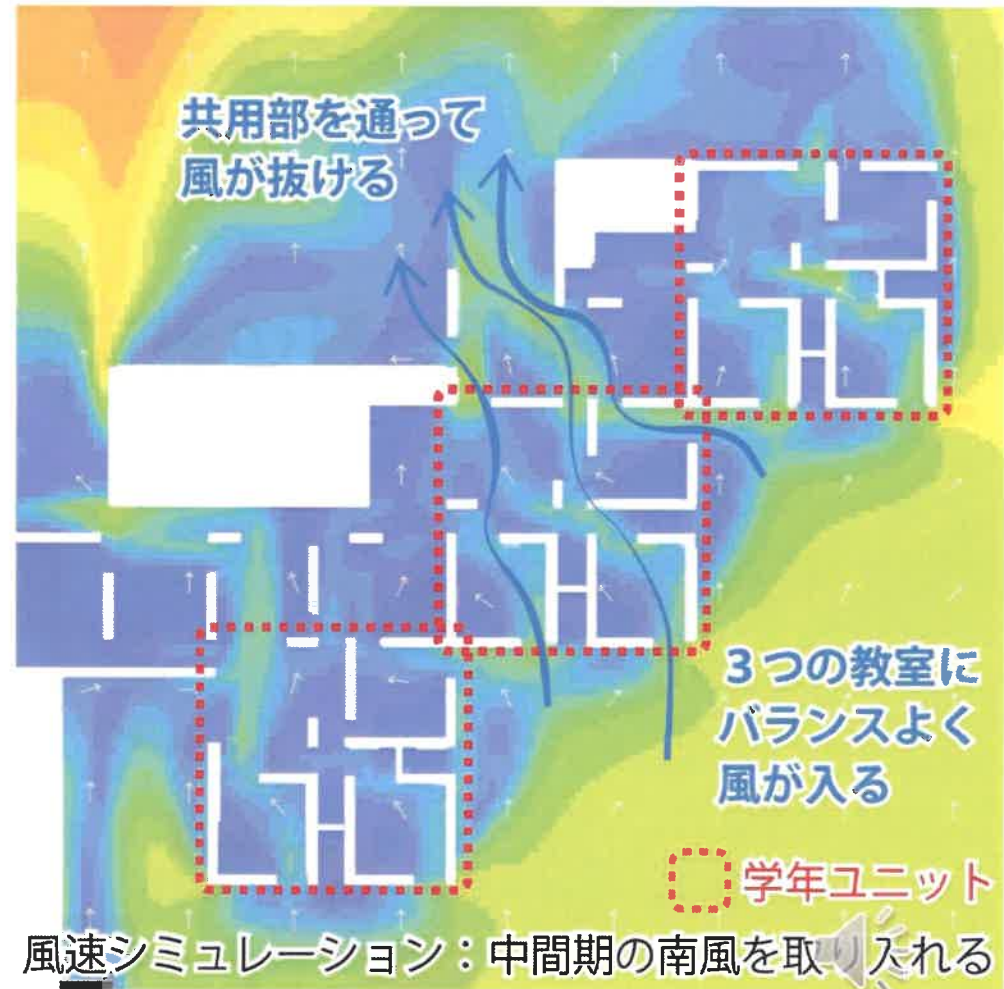 共用部を通って
風が抜ける
3つの教室に
バランスよく
風が入る
学年ユニット
風速シミュレーション：中間期の南風を取り入れる